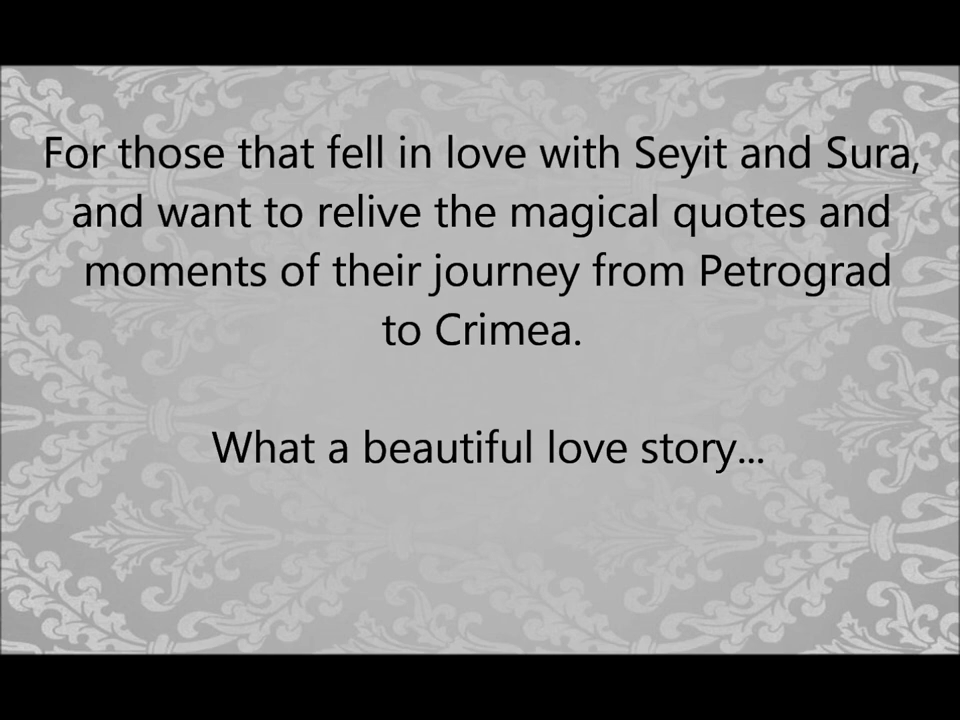 For those that fell in love with Seyit and Sura,
and want to relive the magical quotes and
moments of their journey from Petrograd
to Crimea.
What a beautiful love story...